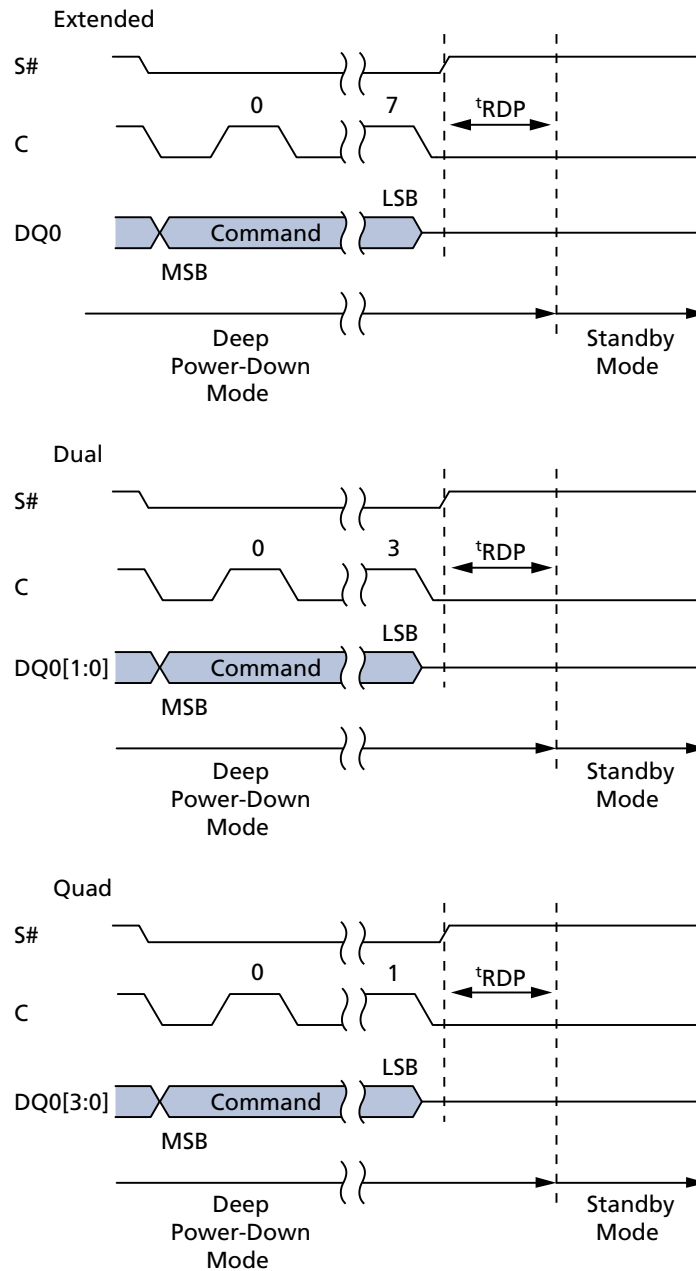 Extended
S#
0 7
tRDP
C
LSB
DQ0
Command
MSB
Deep
Power-Down
Mode
Standby
Mode
Dual
S#
0 3
tRDP
C
LSB
DQ0[1:0]
Command
MSB
Deep
Power-Down
Mode
Standby
Mode
Quad
S#
0 1
tRDP
C
LSB
DQ0[3:0]
Command
MSB
Deep
Power-Down
Mode
Standby
Mode